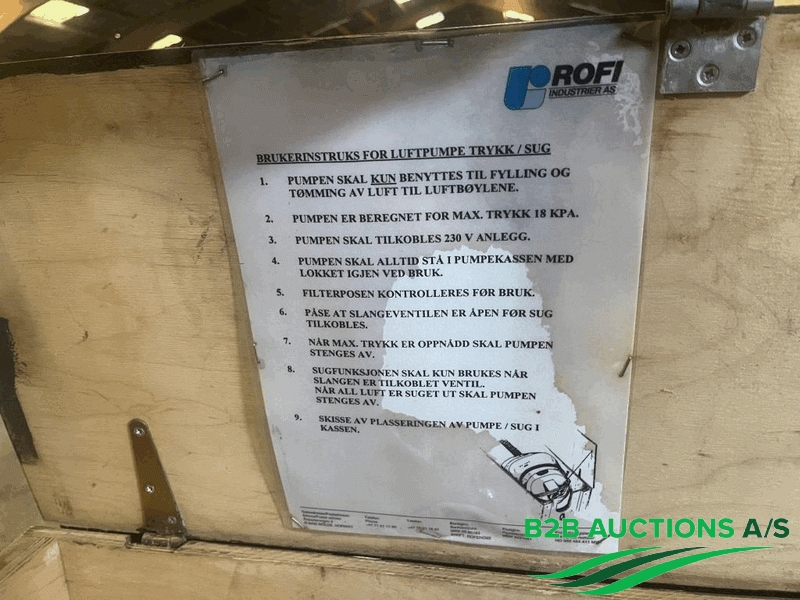 ROFI
INDUSTRIER AS
BRUKERINSTRUKS FOR LUFTPUMPE TRYKK / SUG
1. PUMPEN SKAL KUN BENYTTES TIL FYLLING OG
TØMMING AV LUFT TIL LUFTBØYLENE.
2. PUMPEN ER BEREGNET FOR MAX. TRYKK 18 KPA.
3. PUMPEN SKAL TILKOBLES 230 V ANLEGG.
4. PUMPEN SKAL ALLTID STÅ I PUMPEKASSEN MED
LOKKET IGJEN VED BRUK.
5. FILTERPOSEN KONTROLLERES FØR BRUK.
6. PÅSE AT SLANGEVENTILEN ER ÅPEN FØR SUG
TILKOBLES.
7. NÅR MAX. TRYKK ER OPPNÅDD SKAL PUMPEN
STENGES AV.
8. SUGFUNKSJONEN SKAL KUN BRUKES NÅR
SLANGEN ER TILKOBLET VENTIL.
NÅR ALL LUFT ER SUGET UT SKAL PUMPEN
STENGES AV.
9. SKISSE AV PLASSERINGEN AV PUMPE / SUG I
KASSEN.
B2B AUCTIONS A/S